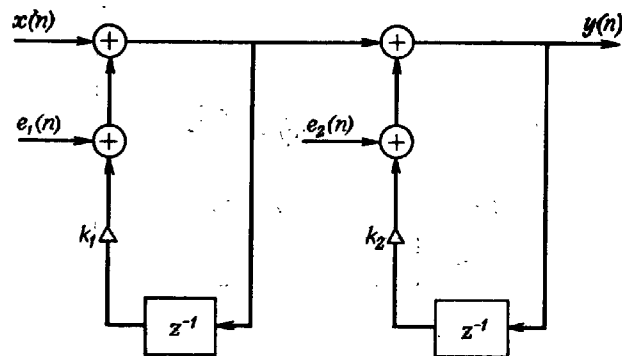 x(n)
y(n)
+
+
e₁(n)
+
e₂(n)
+
k₁
k₂
z⁻¹
z⁻¹